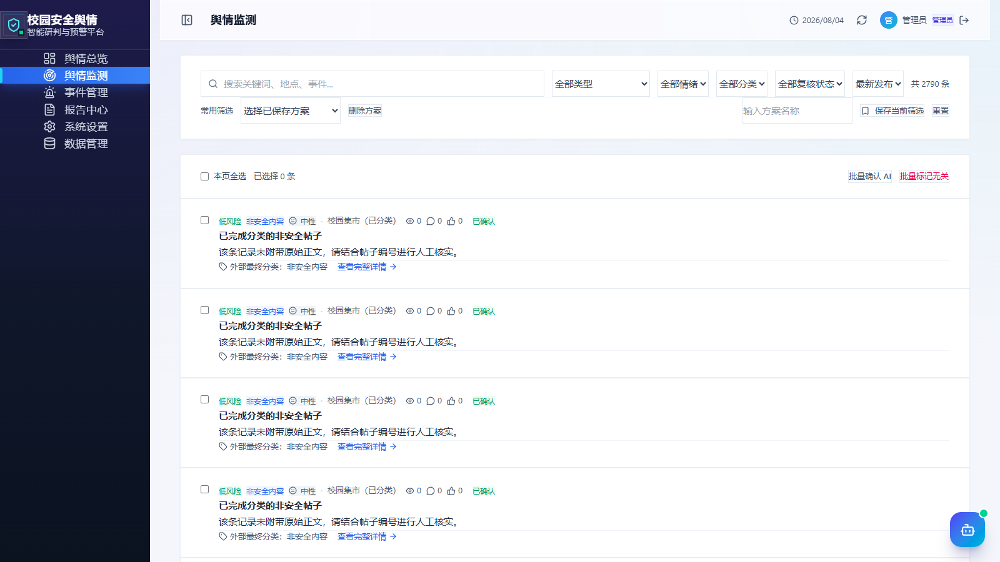 校园安全舆情
智能研判与预警平台
舆情总览
舆情监测
事件管理
报告中心
系统设置
数据管理
舆情监测
2026/08/04
管 管理员 管理员
搜索关键词、地点、事件... 全部类型 全部情绪 全部分类 全部复核状态 最新发布 共 2790 条
常用筛选 选择已保存方案 删除方案 输入方案名称 保存当前筛选 重置
本页全选 已选择 0 条 批量确认 AI 批量标记无关
低风险 非安全内容 中性 · 校园集市（已分类） 0 0 0 已确认
已完成分类的非安全帖子
该条记录未附带原始正文，请结合帖子编号进行人工核实。
外部最终分类：非安全内容 查看完整详情
低风险 非安全内容 中性 · 校园集市（已分类） 0 0 0 已确认
已完成分类的非安全帖子
该条记录未附带原始正文，请结合帖子编号进行人工核实。
外部最终分类：非安全内容 查看完整详情
低风险 非安全内容 中性 · 校园集市（已分类） 0 0 0 已确认
已完成分类的非安全帖子
该条记录未附带原始正文，请结合帖子编号进行人工核实。
外部最终分类：非安全内容 查看完整详情
低风险 非安全内容 中性 · 校园集市（已分类） 0 0 0 已确认
已完成分类的非安全帖子
该条记录未附带原始正文，请结合帖子编号进行人工核实。
外部最终分类：非安全内容 查看完整详情